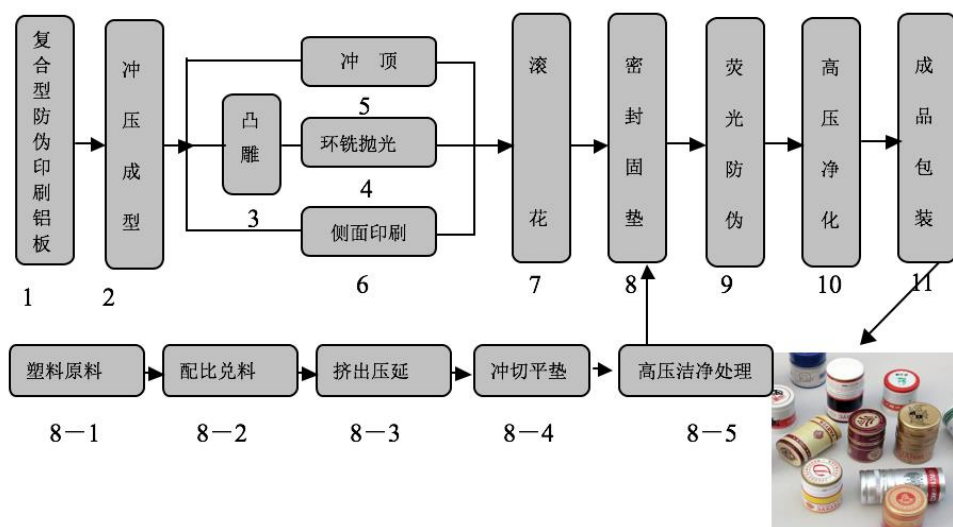 复合型防伪印刷铝板
冲压成型
冲 顶
凸雕
环铣抛光
侧面印刷
滚花
密封固垫
荧光防伪
高压净化
成品包装
1
2
3
5
4
6
7
8
9
10
11
塑料原料
配比兑料
挤出压延
冲切平垫
高压洁净处理
8－1
8－2
8－3
8－4
8－5